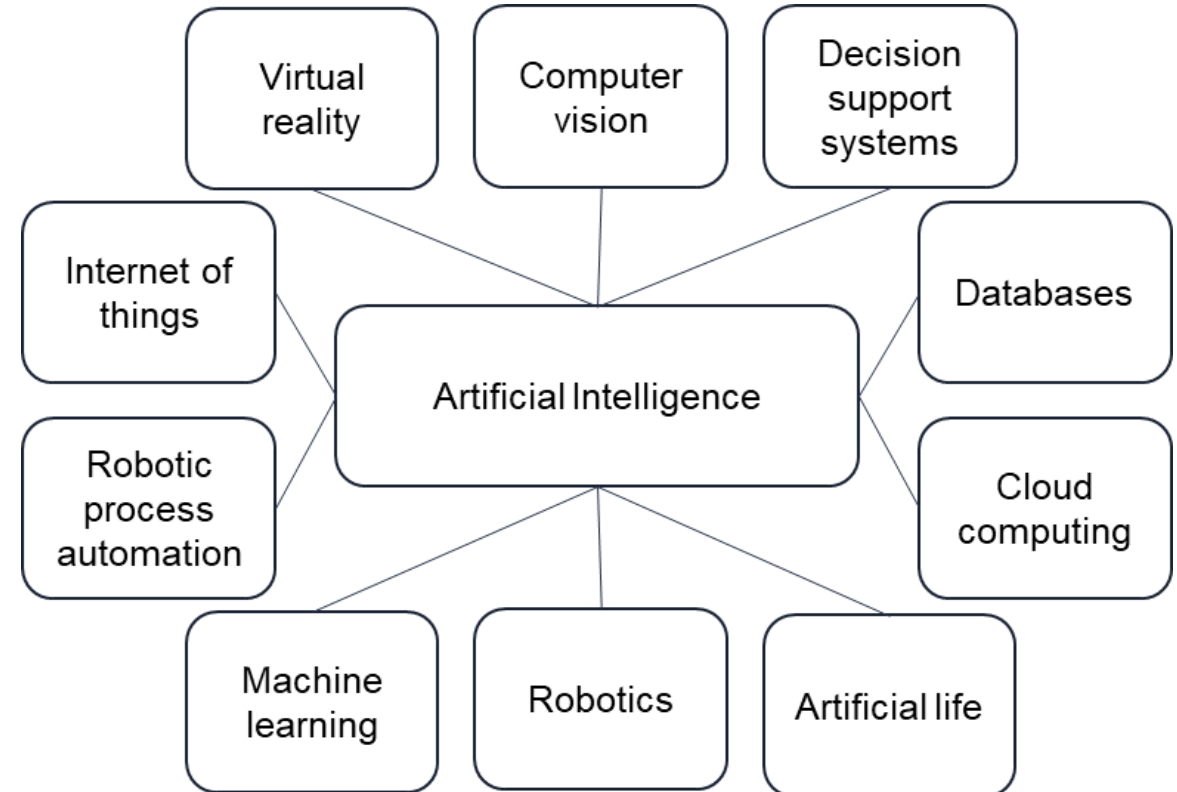 Virtual
reality
Computer
vision
Decision
support
systems
Internet of
things
Databases
Artificial Intelligence
Robotic
process
automation
Cloud
computing
Machine
learning
Robotics
Artificial life